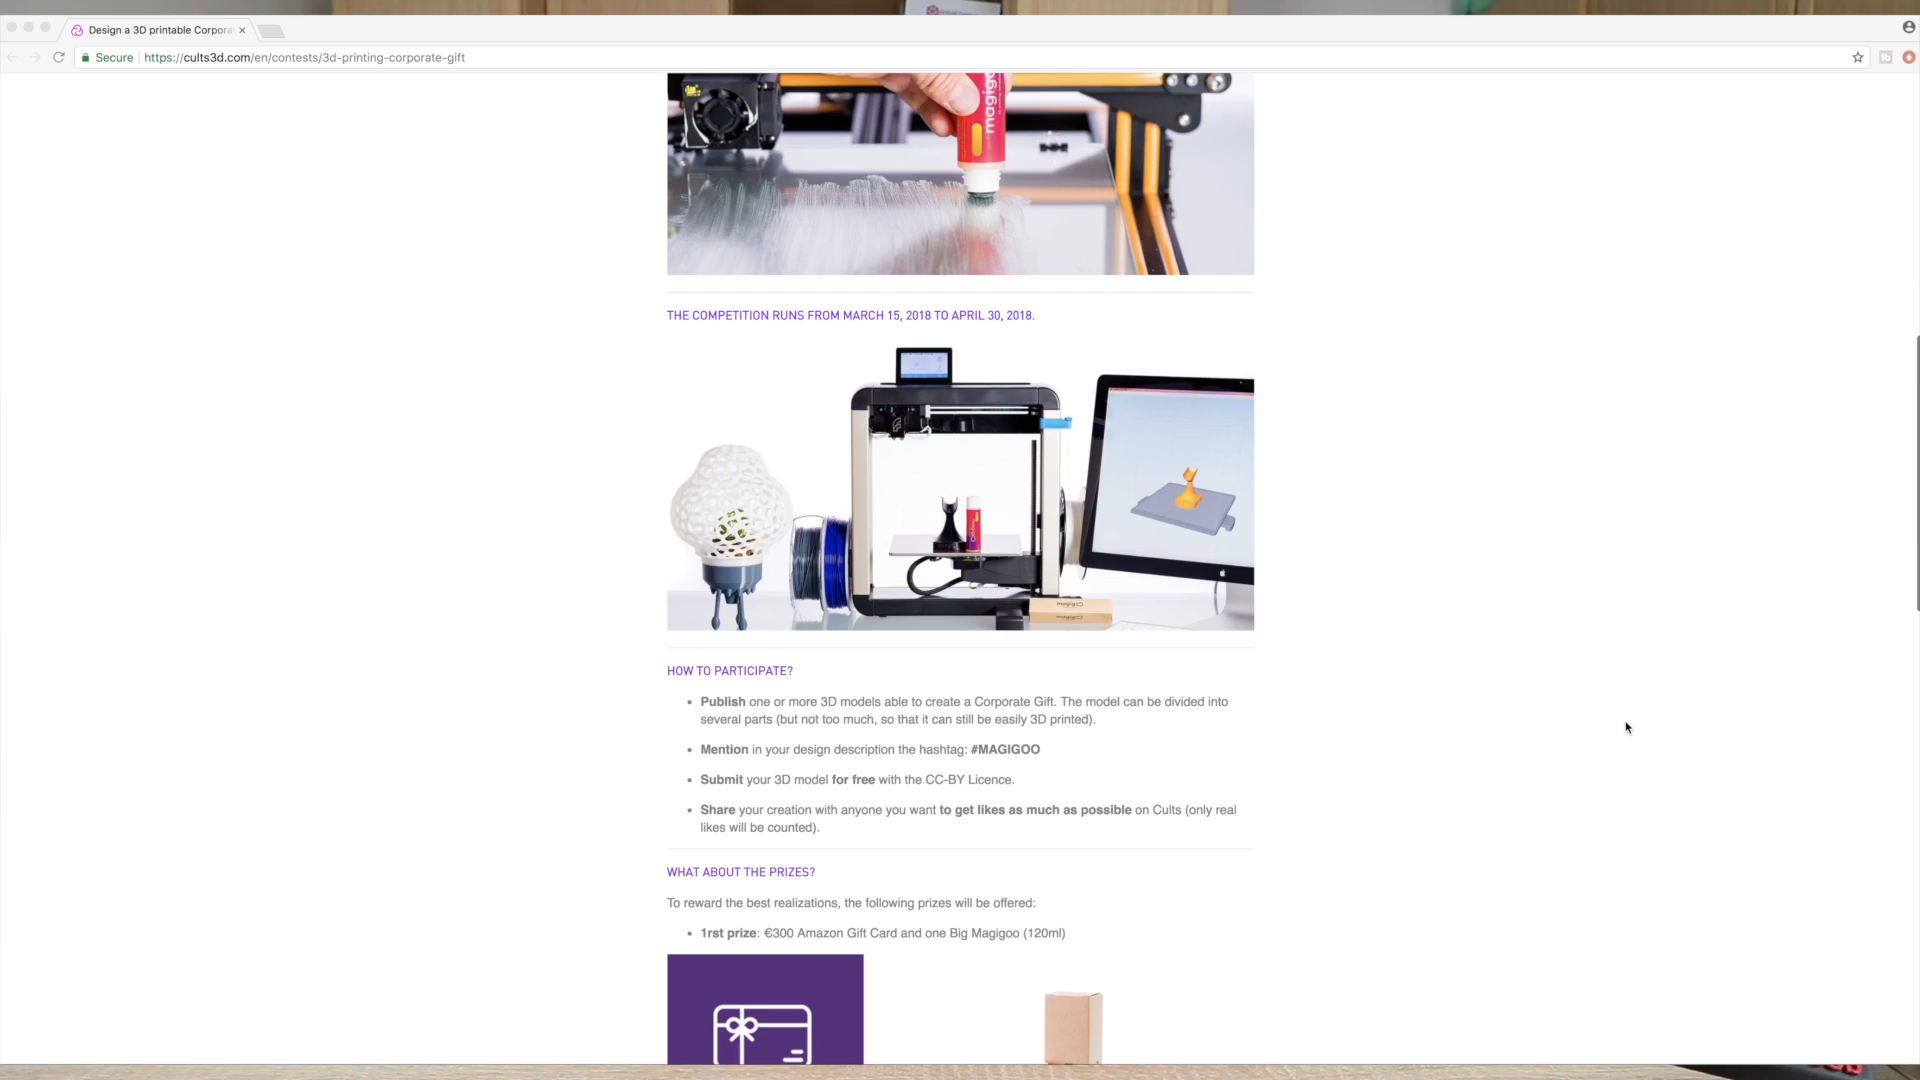 Design a 3D printable Corpora
Secure https://cults3d.com/en/contests/3d-printing-corporate-gift
magigo
THE COMPETITION RUNS FROM MARCH 15, 2018 TO APRIL 30, 2018.
HOW TO PARTICIPATE?
• Publish one or more 3D models able to create a Corporate Gift. The model can be divided into
several parts (but not too much, so that it can still be easily 3D printed).
• Mention in your design description the hashtag: #MAGIGOO
• Submit your 3D model for free with the CC-BY Licence.
• Share your creation with anyone you want to get likes as much as possible on Cults (only real
likes will be counted).
WHAT ABOUT THE PRIZES?
To reward the best realizations, the following prizes will be offered:
• 1rst prize: €300 Amazon Gift Card and one Big Magigoo (120ml)